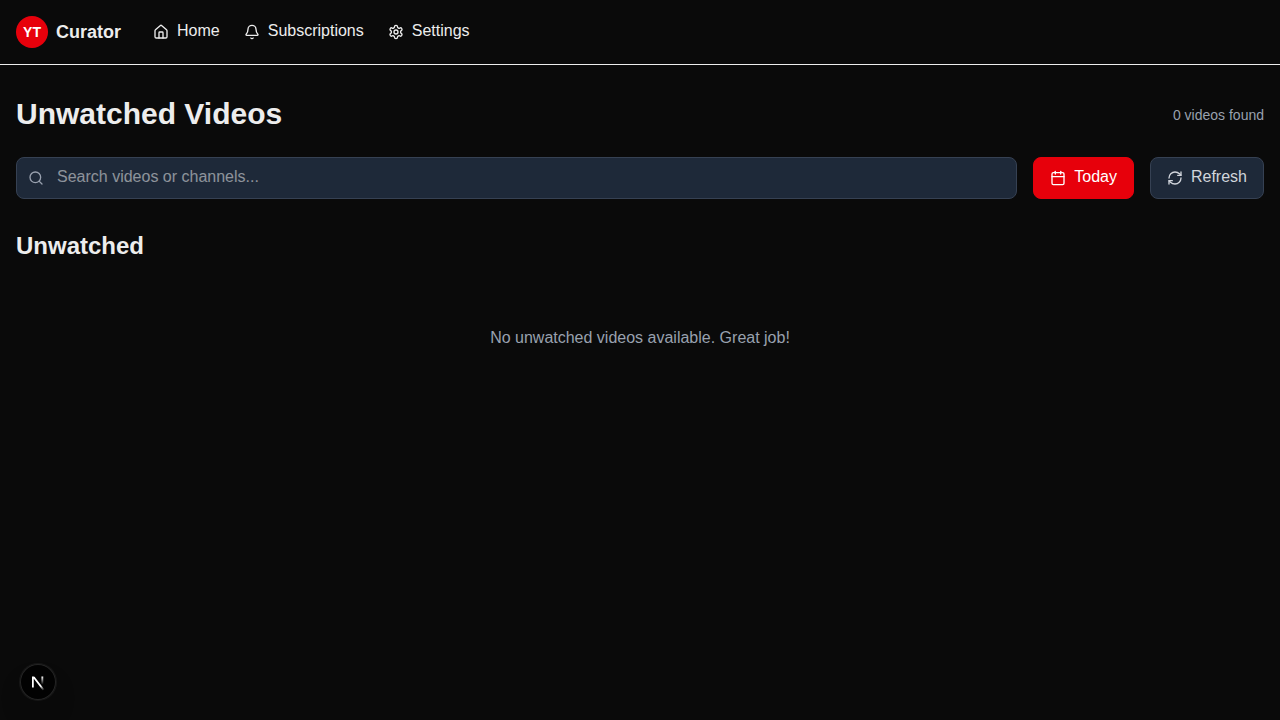 YT Curator Home Subscriptions Settings
Unwatched Videos 0 videos found
Search videos or channels... Today Refresh
Unwatched
No unwatched videos available. Great job!
N